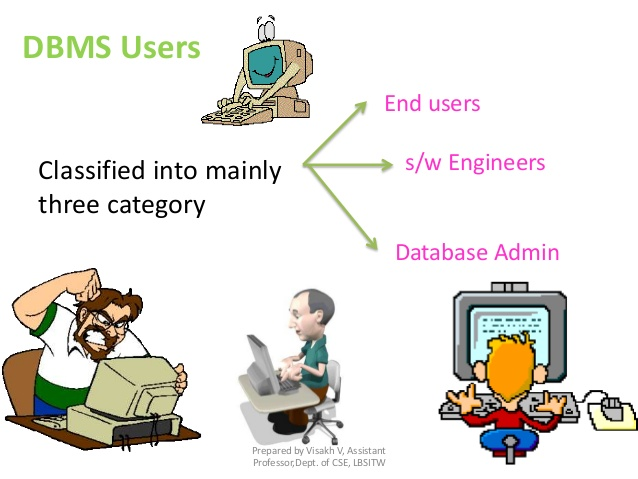 DBMS Users
End users
s/w Engineers
Classified into mainly
three category
Database Admin
Prepared by Visakh V, Assistant
Professor,Dept. of CSE, LBSITW